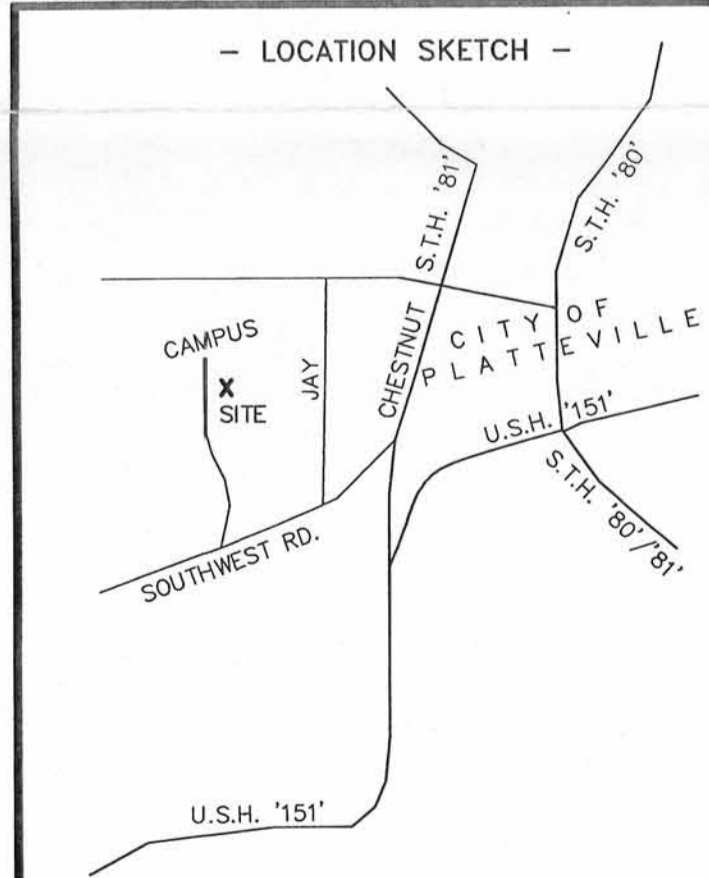 - LOCATION SKETCH -
S.T.H. '81'
S.T.H. '80'
CHESTNUT
CITY OF
PLATTEVILLE
CAMPUS
X
SITE
JAY
U.S.H. '151'
S.T.H. '80'/'81'
SOUTHWEST RD.
U.S.H. '151'